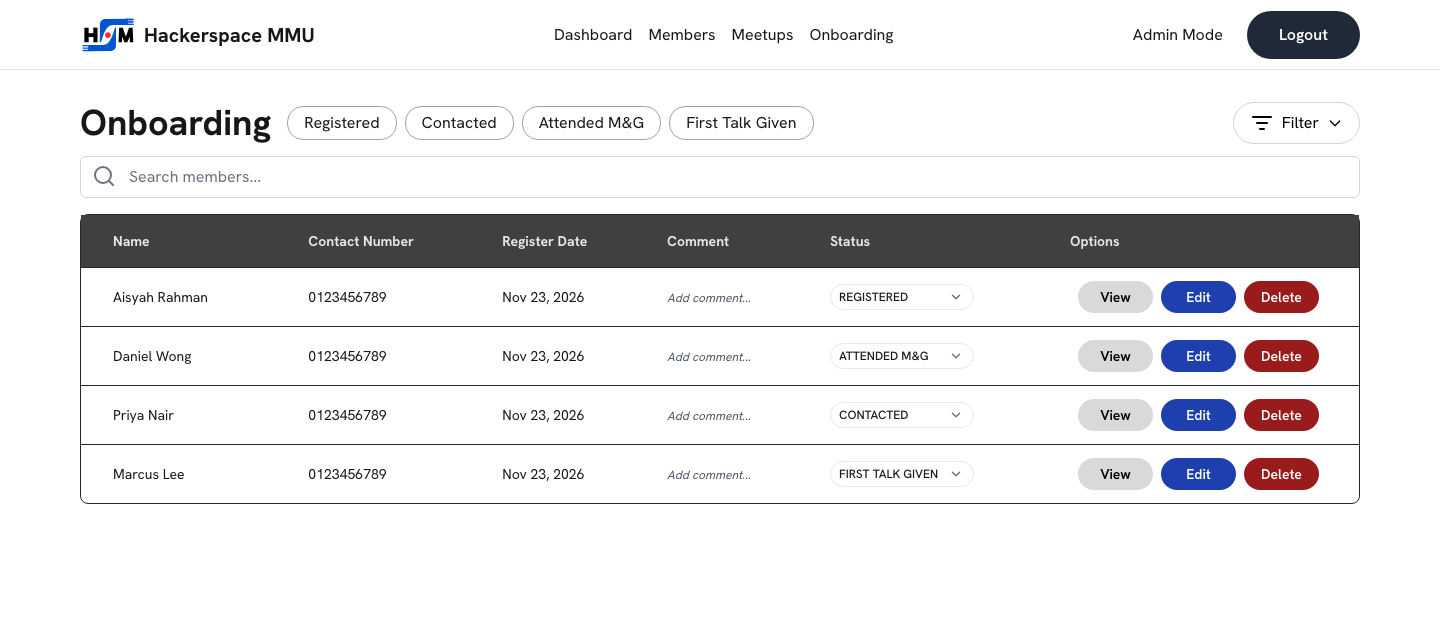 HSM Hackerspace MMU Dashboard Members Meetups Onboarding Admin Mode Logout
Onboarding Registered Contacted Attended M&G First Talk Given Filter
Search members...
Name Contact Number Register Date Comment Status Options
Aisyah Rahman 0123456789 Nov 23, 2026 Add comment... REGISTERED View Edit Delete
Daniel Wong 0123456789 Nov 23, 2026 Add comment... ATTENDED M&G View Edit Delete
Priya Nair 0123456789 Nov 23, 2026 Add comment... CONTACTED View Edit Delete
Marcus Lee 0123456789 Nov 23, 2026 Add comment... FIRST TALK GIVEN View Edit Delete